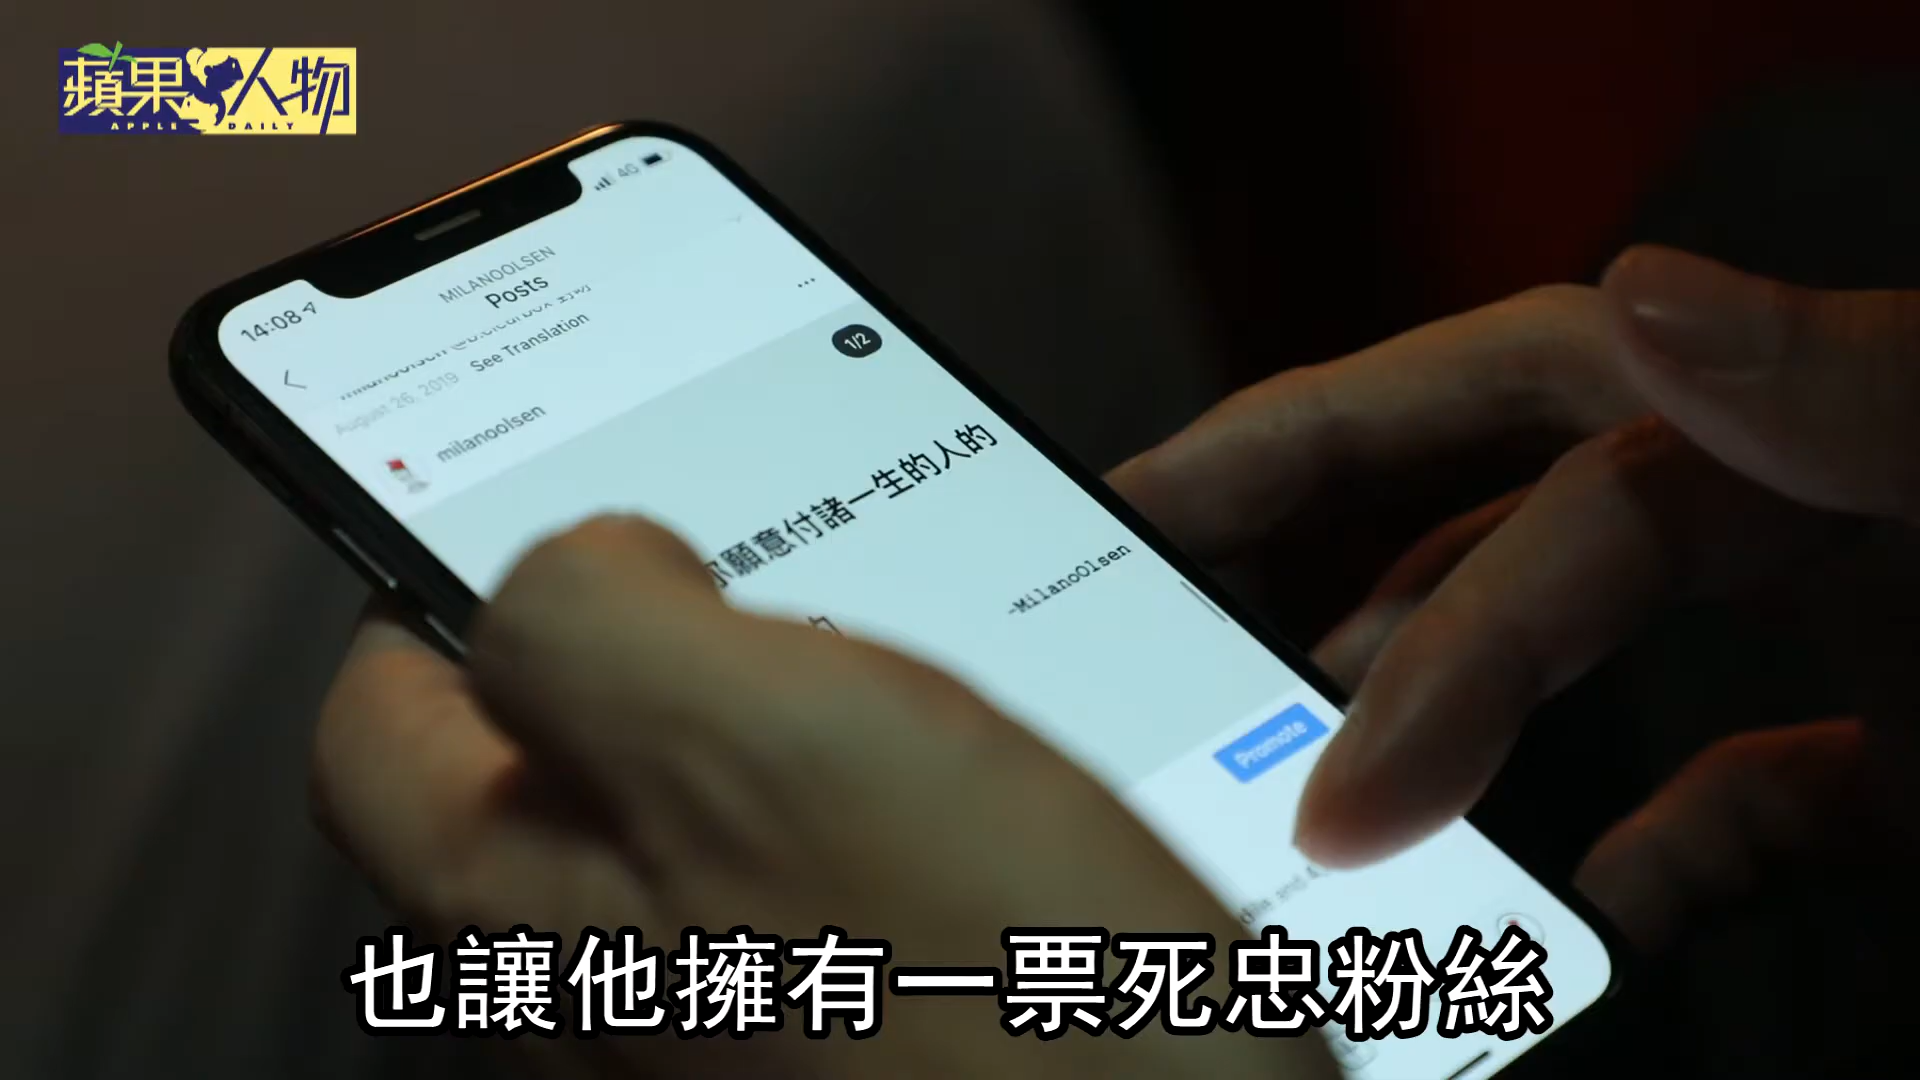 蘋果人物
APPLE DAILY
4G
14:08
MILANOOLSEN
Posts
See Translation
August 26, 2019
milanoolsen
1/2
你願意付諸一生的人的
-MilanoOlsen
Promote
也讓他擁有一票死忠粉絲